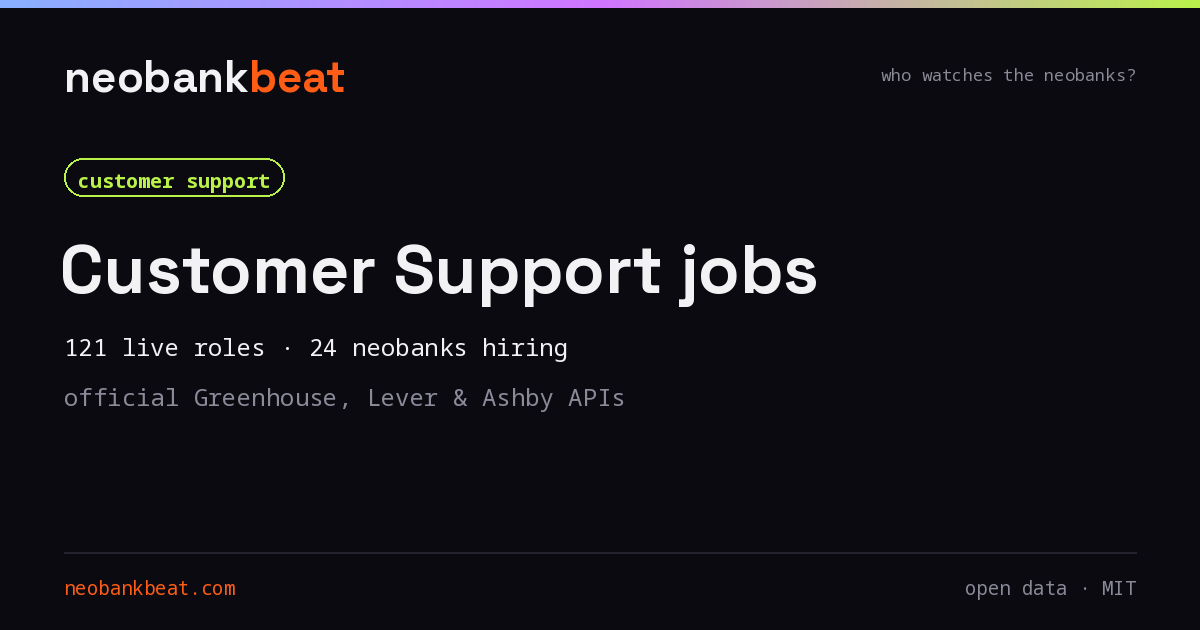 neobankbeat
who watches the neobanks?
customer support
Customer Support jobs
121 live roles · 24 neobanks hiring
official Greenhouse, Lever & Ashby APIs
neobankbeat.com
open data · MIT